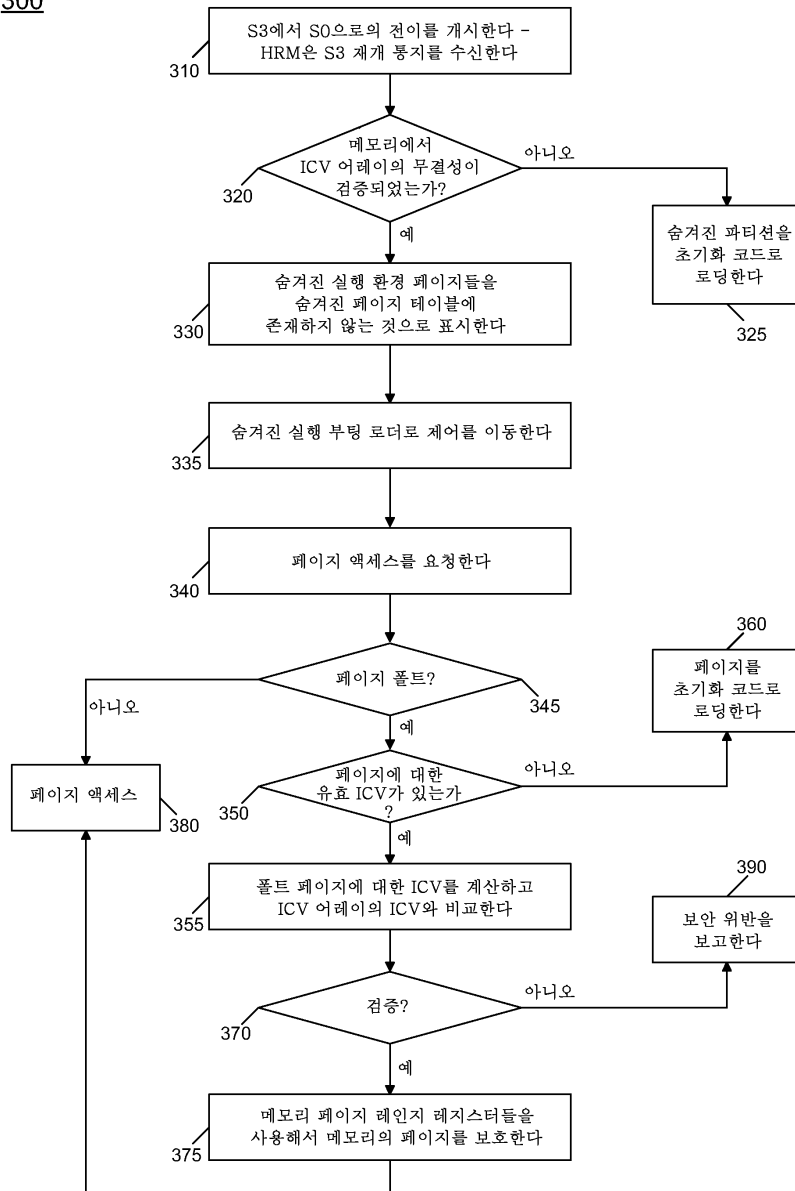 300
S3에서 S0으로의 전이를 개시한다 -
HRM은 S3 재개 통지를 수신한다
310
메모리에서
ICV 어레이의 무결성이
검증되었는가?
320
아니오
예
숨겨진 파티션을
초기화 코드로
로딩한다
325
숨겨진 실행 환경 페이지들을
숨겨진 페이지 테이블에
존재하지 않는 것으로 표시한다
330
숨겨진 실행 부팅 로더로 제어를 이동한다
335
페이지 액세스를 요청한다
340
페이지 폴트?
345
아니오
예
360
페이지를
초기화 코드로
로딩한다
페이지 액세스
380
페이지에 대한
유효 ICV가 있는가
?
350
아니오
예
폴트 페이지에 대한 ICV를 계산하고
ICV 어레이의 ICV와 비교한다
355
390
보안 위반을
보고한다
검증?
370
아니오
예
메모리 페이지 레인지 레지스터들을
사용해서 메모리의 페이지를 보호한다
375